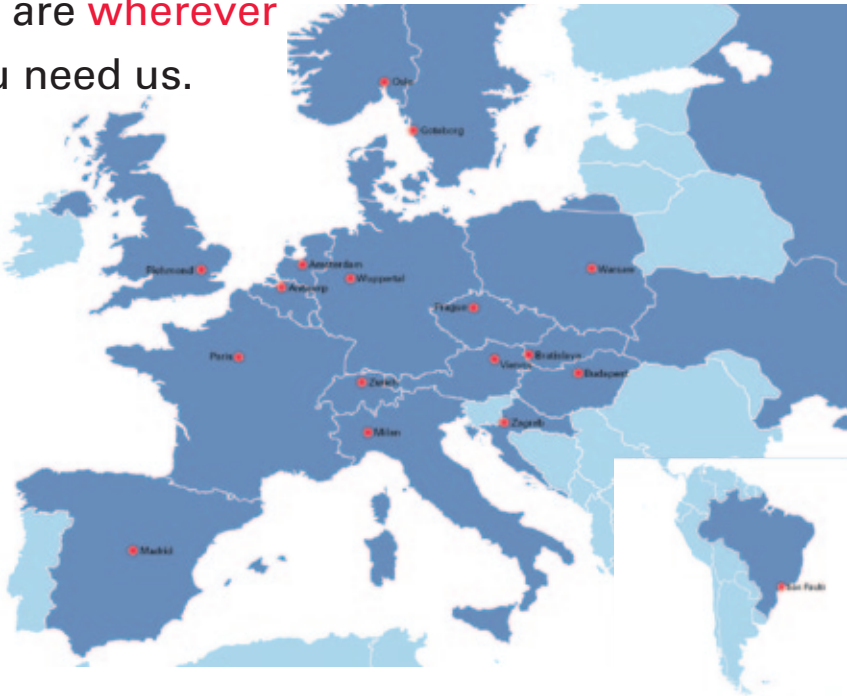 are wherever
u need us.
Oslo
Goteborg
Richmond
Amsterdam
Antwerp
Wuppertal
Warsaw
Prague
Paris
Bratislava
Vienna
Zurich
Budapest
Zagreb
Milan
Madrid
São Paulo